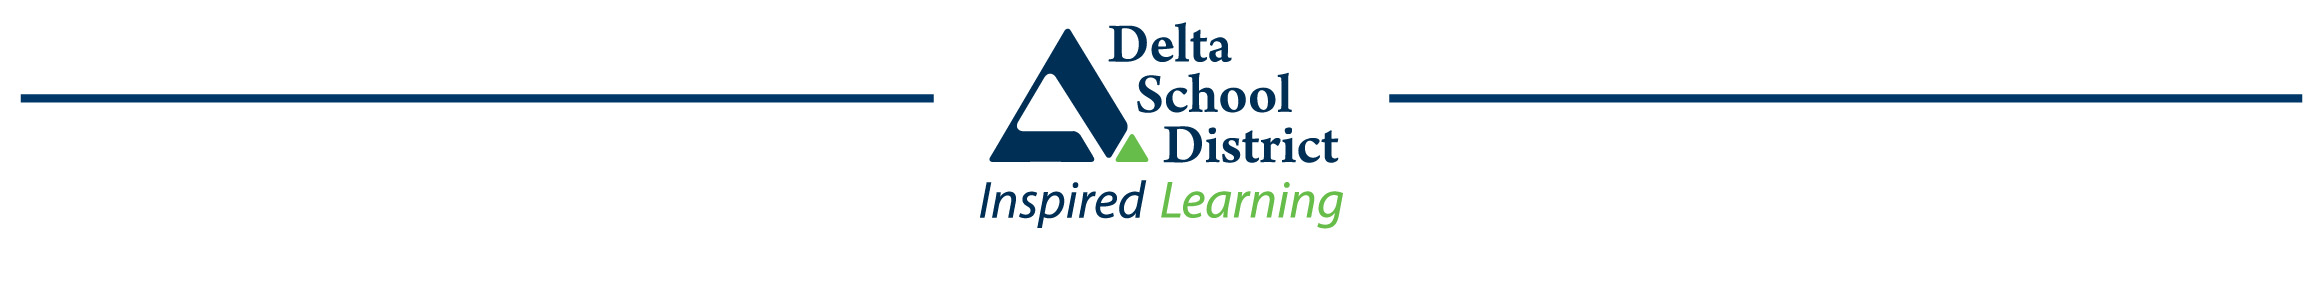 Delta
School
District
Inspired Learning